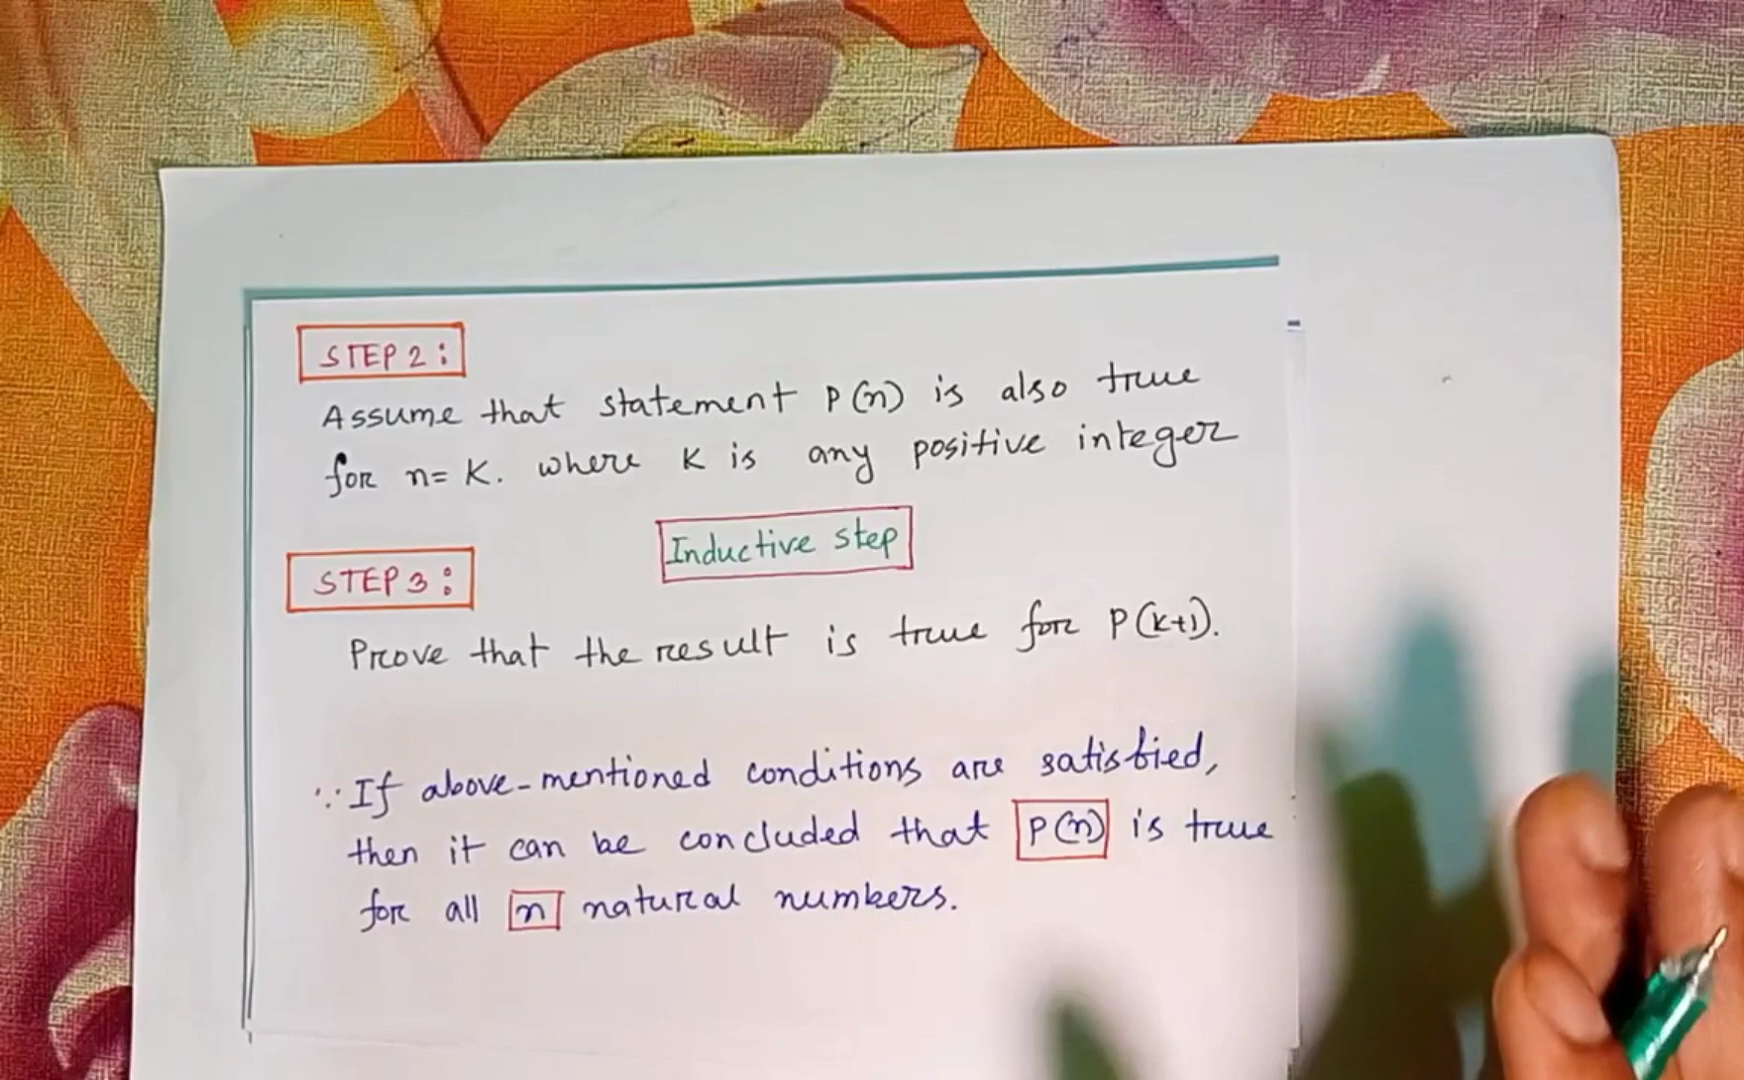 STEP 2:
Assume that statement P(n) is also true
for n= K. where K is any positive integer
Inductive step
STEP 3:
Prove that the result is true for P(k+1).
∵ If above-mentioned conditions are satisfied,
then it can be concluded that P(n) is true
for all n natural numbers.